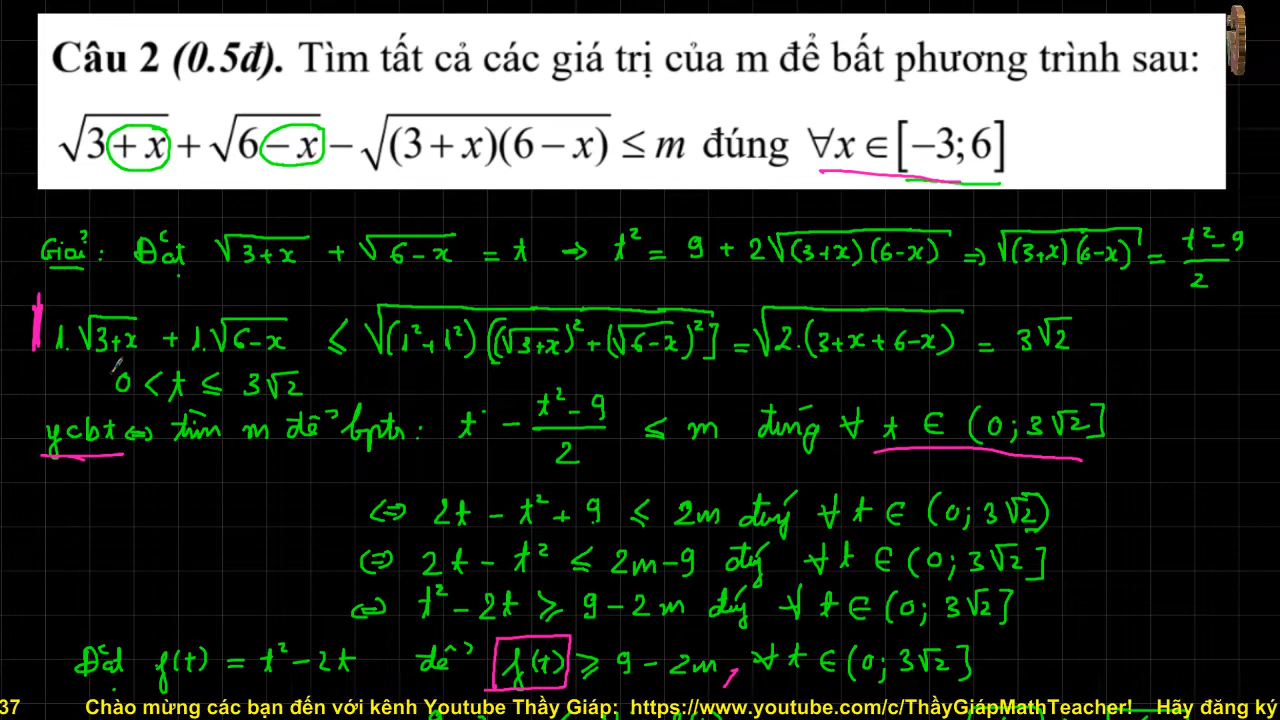 Câu 2 (0.5đ). Tìm tất cả các giá trị của m để bất phương trình sau:
√(3+x) + √(6−x) − √((3+x)(6−x)) ≤ m đúng ∀x∈[−3;6]
Giải: Đặt √(3+x) + √(6-x) = t → t² = 9 + 2√((3+x)(6-x)) ⇒ √((3+x)(6-x)) = (t²-9)/2
1.√(3+x) + 1.√(6-x) ≤ √((1²+1²)((√(3+x))²+(√(6-x))²]) = √(2.(3+x+6-x)) = 3√2
0 < t ≤ 3√2
ycbt ⇔ tìm m để bptr: t - (t²-9)/2 ≤ m đúng ∀ t ∈ (0; 3√2]
⇔ 2t - t² + 9 ≤ 2m đúng ∀ t ∈ (0; 3√2)
⇔ 2t - t² ≤ 2m-9 đúng ∀ t ∈ (0; 3√2]
⇔ t² - 2t ≥ 9-2m đúng ∀ t ∈ (0; 3√2]
Đặt f(t) = t² - 2t để f(t) ≥ 9-2m, ∀ t ∈ (0; 3√2]
37 Chào mừng các bạn đến với kênh Youtube Thầy Giáp: https://www.youtube.com/c/ThầyGiápMathTeacher! Hãy đăng ký